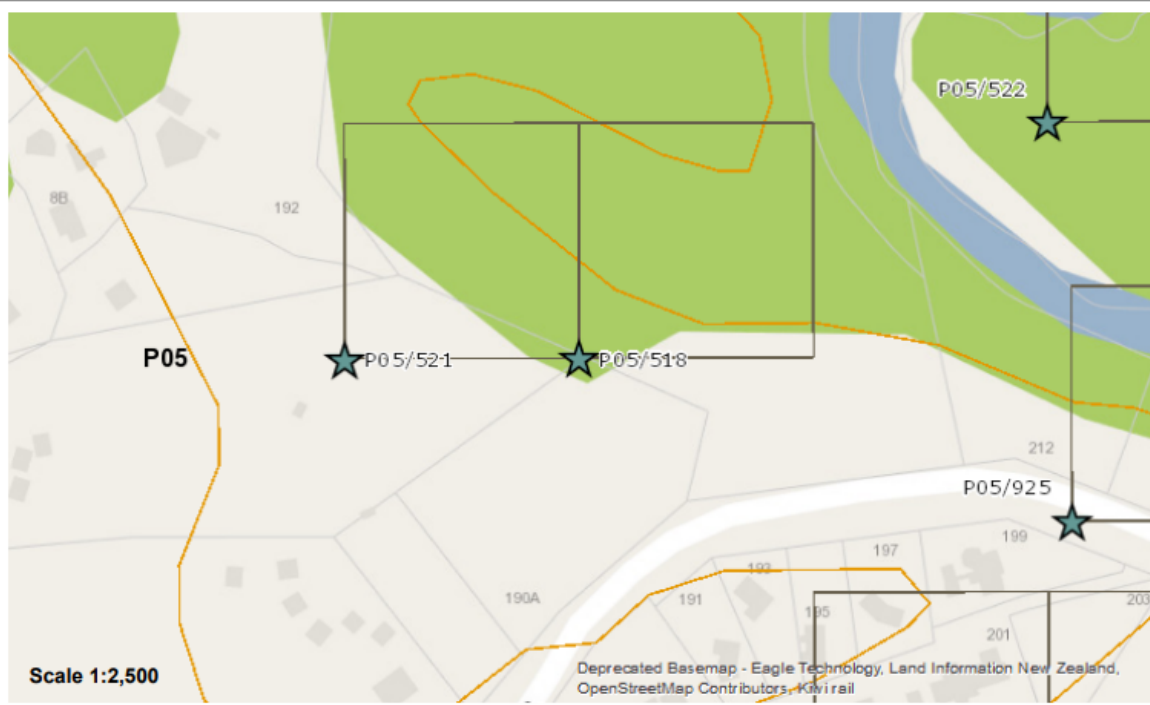 P05/522
8B
192
P05
P05/521
P05/518
212
P05/925
199
197
193
190A
191
195
203
201
Scale 1:2,500
Deprecated Basemap - Eagle Technology, Land Information New Zealand,
OpenStreetMap Contributors, Kiwirail